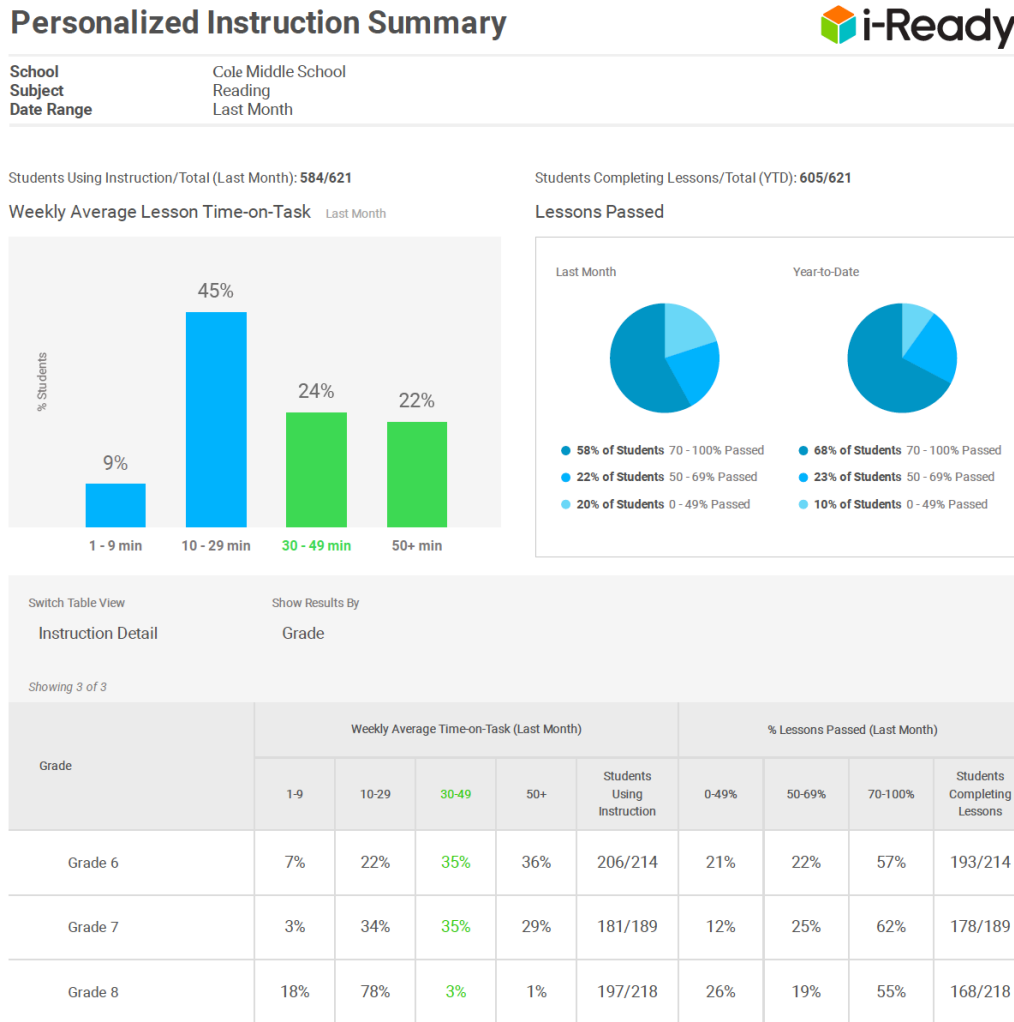 Personalized Instruction Summary
i-Ready
School Cole Middle School
Subject Reading
Date Range Last Month
Students Using Instruction/Total (Last Month): 584/621
Weekly Average Lesson Time-on-Task Last Month
% Students
45%
24%
22%
9%
1 - 9 min 10 - 29 min 30 - 49 min 50+ min
Students Completing Lessons/Total (YTD): 605/621
Lessons Passed
Last Month
58% of Students 70 - 100% Passed
22% of Students 50 - 69% Passed
20% of Students 0 - 49% Passed
Year-to-Date
68% of Students 70 - 100% Passed
23% of Students 50 - 69% Passed
10% of Students 0 - 49% Passed
Switch Table View Show Results By
Instruction Detail Grade
Showing 3 of 3
Grade
Weekly Average Time-on-Task (Last Month) % Lessons Passed (Last Month)
1-9 10-29 30-49 50+ Students Using Instruction 0-49% 50-69% 70-100% Students Completing Lessons
Grade 6 7% 22% 35% 36% 206/214 21% 22% 57% 193/214
Grade 7 3% 34% 35% 29% 181/189 12% 25% 62% 178/189
Grade 8 18% 78% 3% 1% 197/218 26% 19% 55% 168/218